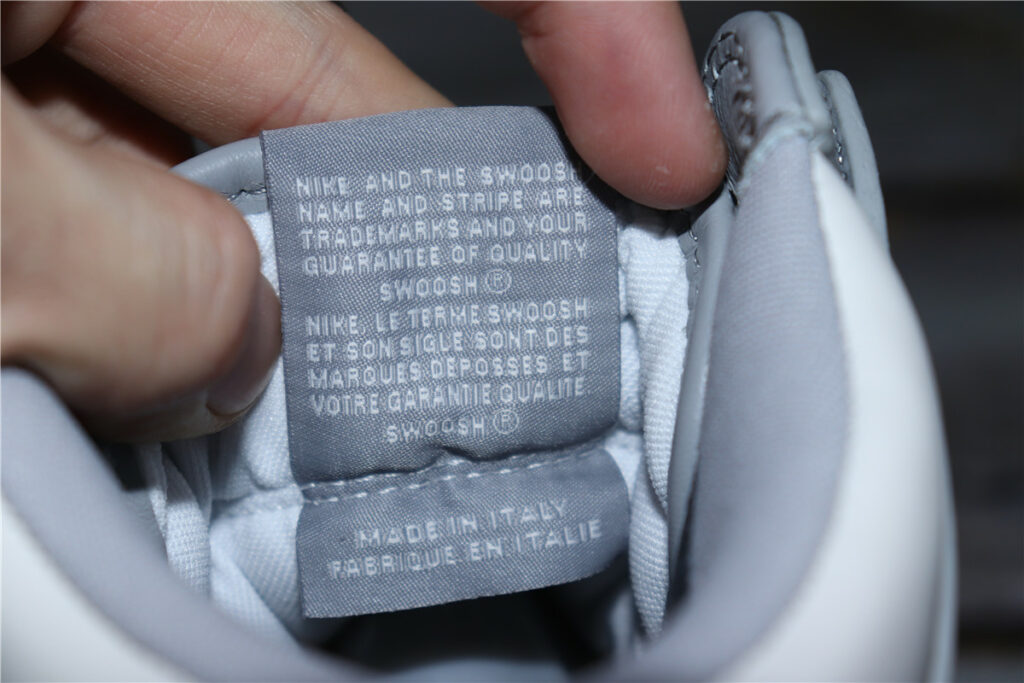 NIKE AND THE SWOOSH
NAME AND STRIPE ARE
TRADEMARKS AND YOUR
GUARANTEE OF QUALITY
SWOOSH ®
NIKE, LE TERME SWOOSH
ET SON SIGLE SONT DES
MARQUES DEPOSSES ET
VOTRE GARANTIE QUALITE
SWOOSH ®
MADE IN ITALY
FABRIQUE EN ITALIE